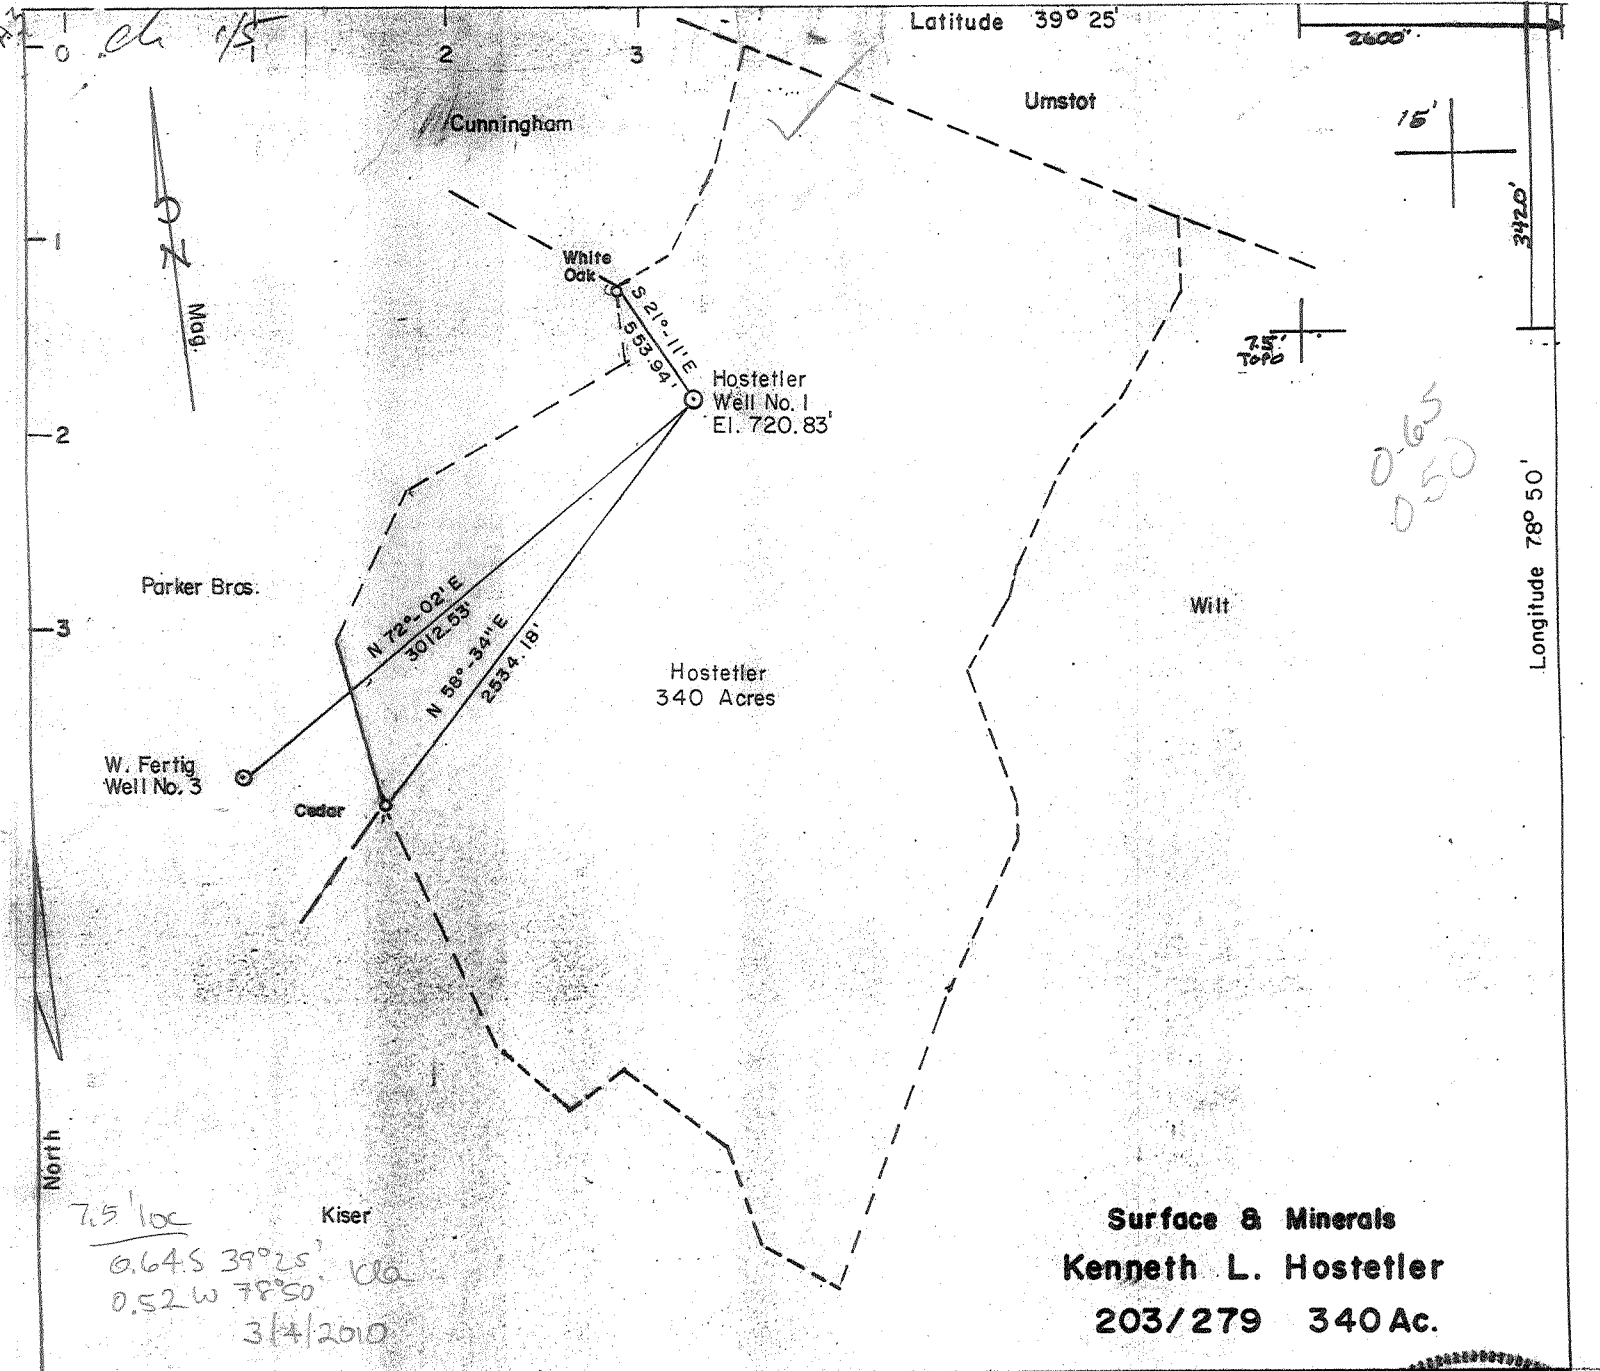 ch 1/5
0
2
3
Latitude 39° 25'
2600'
Cunningham
Umstot
15'
3420'
1
Mag.
White
Oak
S 21°-11' E
553.94'
7.5'
TOPO
Hostetler
Well No. 1
El. 720.83'
2
0.65
0.50
Longitude 78° 50'
Parker Bros.
N 72°-02' E
3012.53'
N 58°-34" E
2534.18'
Wilt
3
Hostetler
340 Acres
W. Fertig
Well No. 3
Cedar
North
7.5' loc
0.64 S 39°25'
0.52 W 78°50'
3/4/2010
Kiser
Surface & Minerals
Kenneth L. Hostetler
203/279 340 Ac.